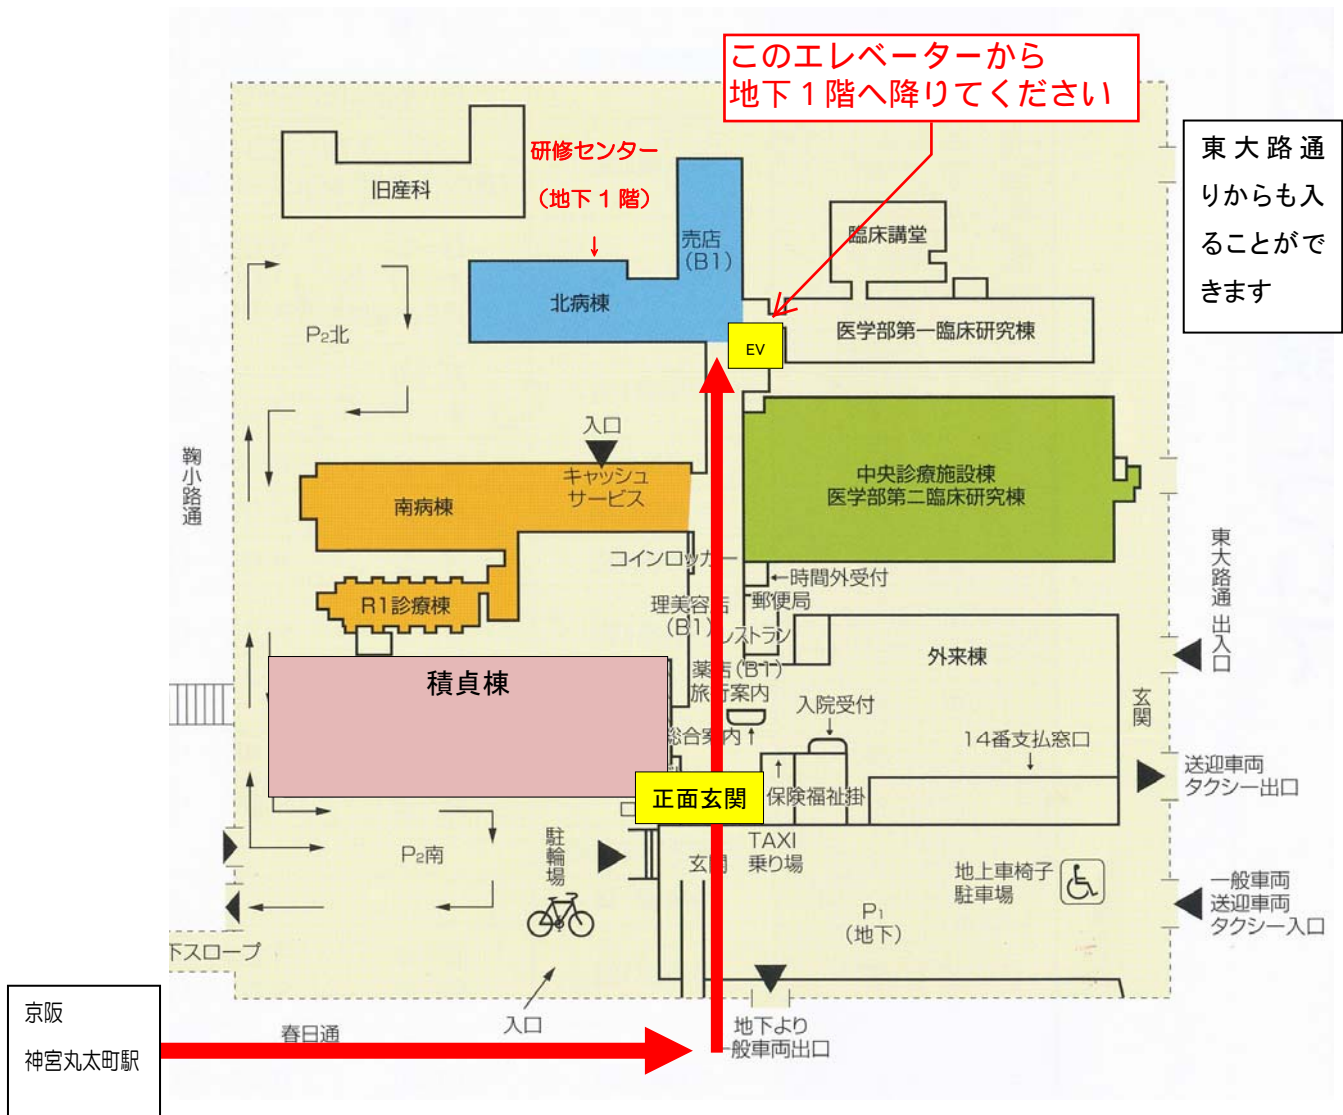 このエレベーターから
地下1階へ降りてください
東大路通
りからも入
ることがで
きます
研修センター
(地下1階)
↓
旧産科
売店
(B1)
北病棟
臨床講堂
医学部第一臨床研究棟
EV
P2北
入口
キャッシュ
サービス
南病棟
中央診療施設棟
医学部第二臨床研究棟
鞠小路通
コインロッカー
←時間外受付
R1診療棟
理美容店
(B1)
郵便局
レストラン
外来棟
東大路通 出入口
積貞棟
薬店(B1)
旅行案内
入院受付
玄関
総合案内↑
14番支払窓口
正面玄関
保険福祉掛
送迎車両
タクシー出口
P2南
駐輪場
玄関
TAXI
乗り場
地上車椅子
駐車場
P1
(地下)
一般車両
送迎車両
タクシー入口
下スロープ
京阪
神宮丸太町駅
春日通
入口
地下より
一般車両出口